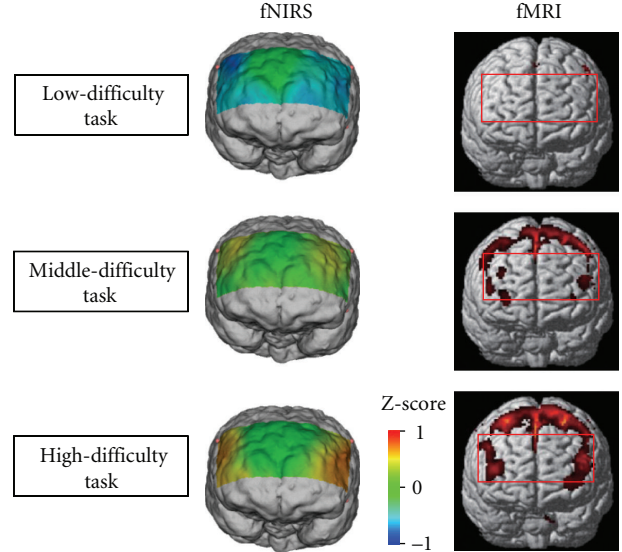 fNIRS
fMRI
Low-difficulty
task
Middle-difficulty
task
High-difficulty
task
Z-score
1
0
−1